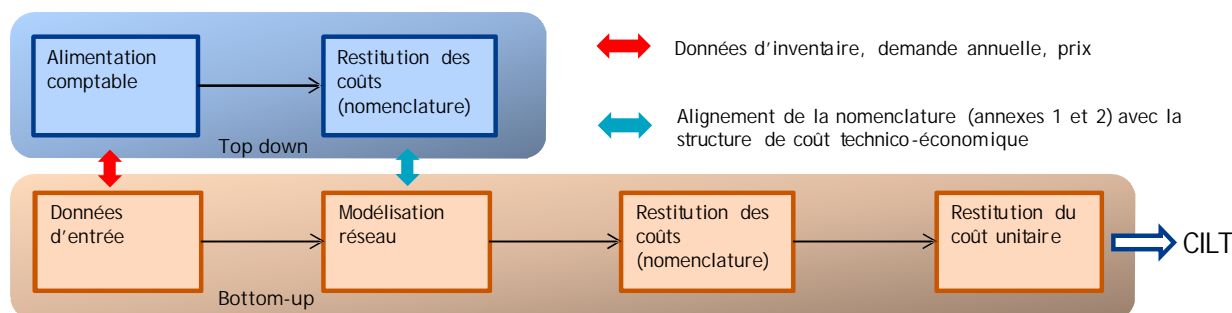 Alimentation
comptable
Restitution des
coûts
(nomenclature)
Top down
Données d'inventaire, demande annuelle, prix
Alignement de la nomenclature (annexes 1 et 2) avec la
structure de coût technico-économique
Données
d'entrée
Modélisation
réseau
Restitution des
coûts
(nomenclature)
Restitution du
coût unitaire
CILT
Bottom-up